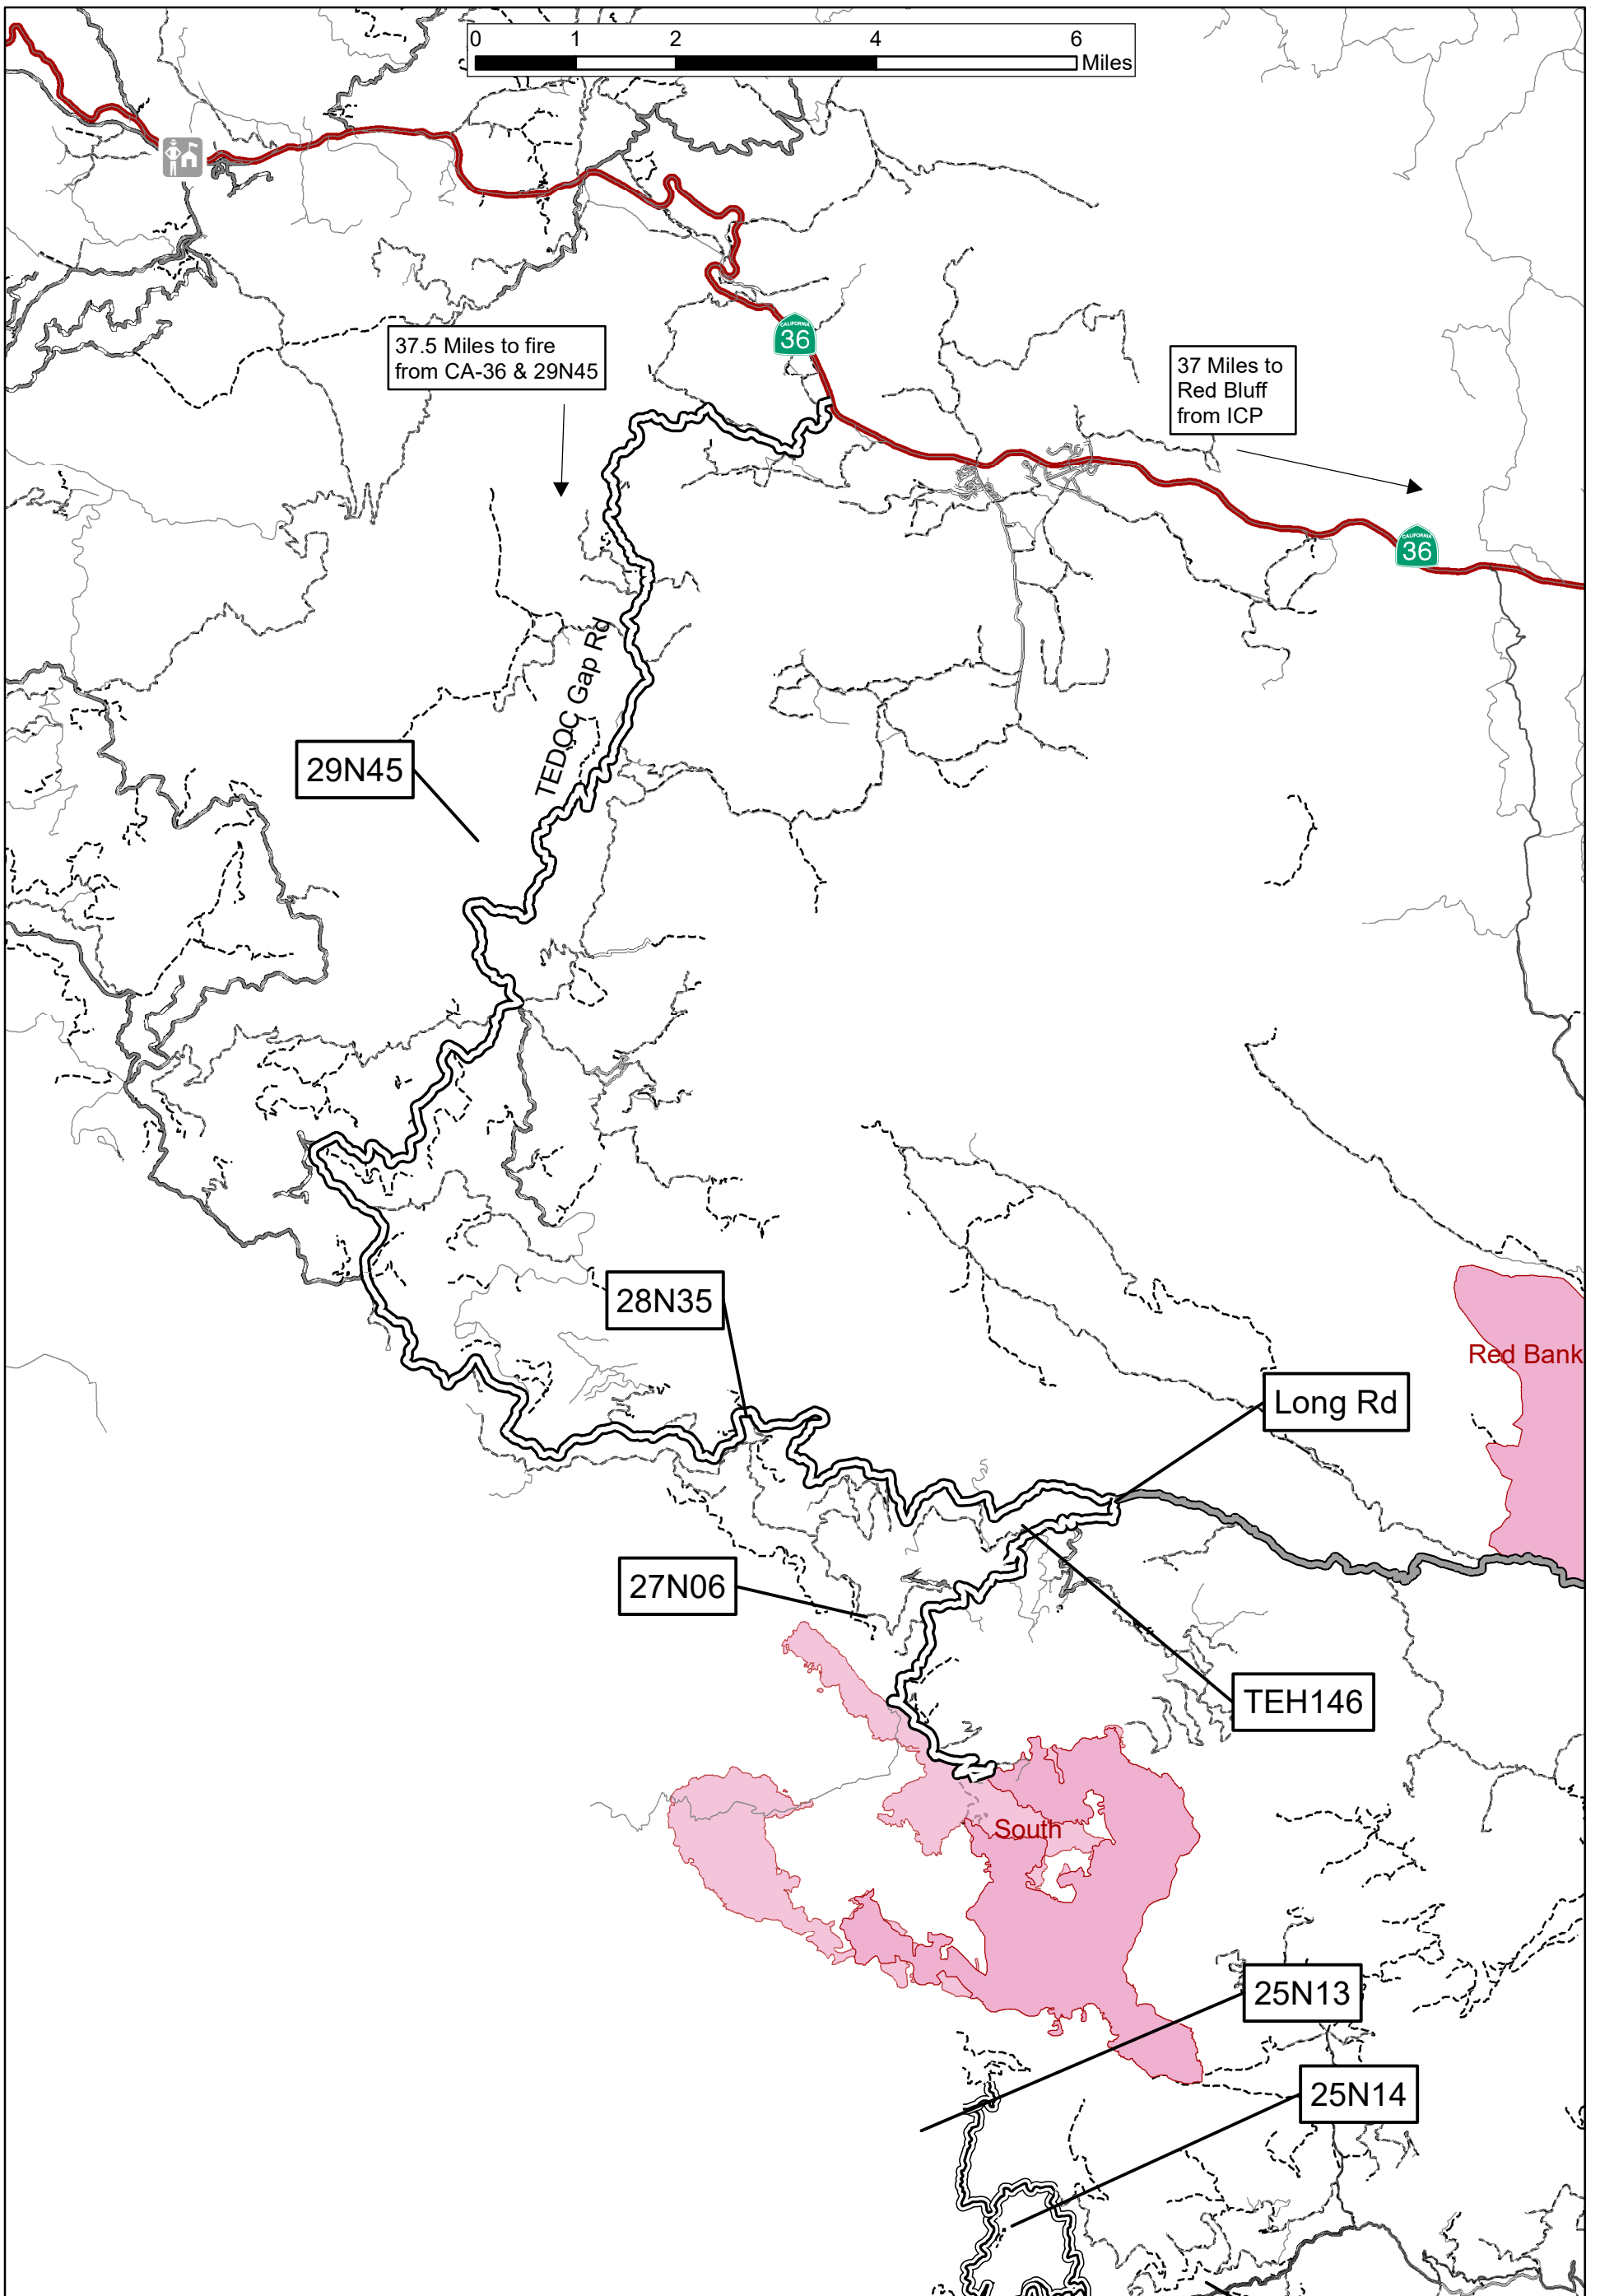 0 1 2 4 6
Miles
CALIFORNIA
36
37.5 Miles to fire
from CA-36 & 29N45
37 Miles to
Red Bluff
from ICP
CALIFORNIA
36
TEDOC Gap Rd
29N45
28N35
Red Bank
Long Rd
27N06
TEH146
South
25N13
25N14